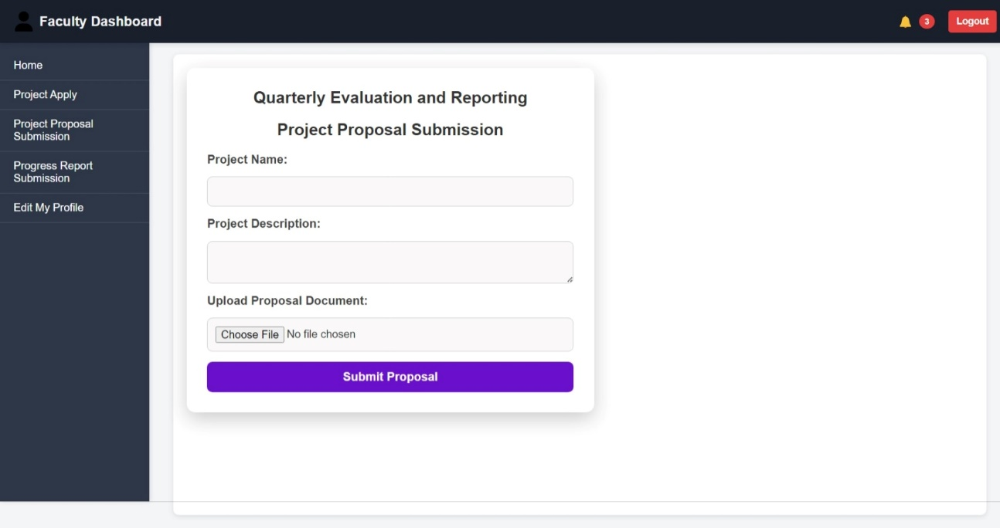 Faculty Dashboard
3
Logout
Home
Project Apply
Project Proposal
Submission
Progress Report
Submission
Edit My Profile
Quarterly Evaluation and Reporting
Project Proposal Submission
Project Name:
Project Description:
Upload Proposal Document:
Choose File No file chosen
Submit Proposal